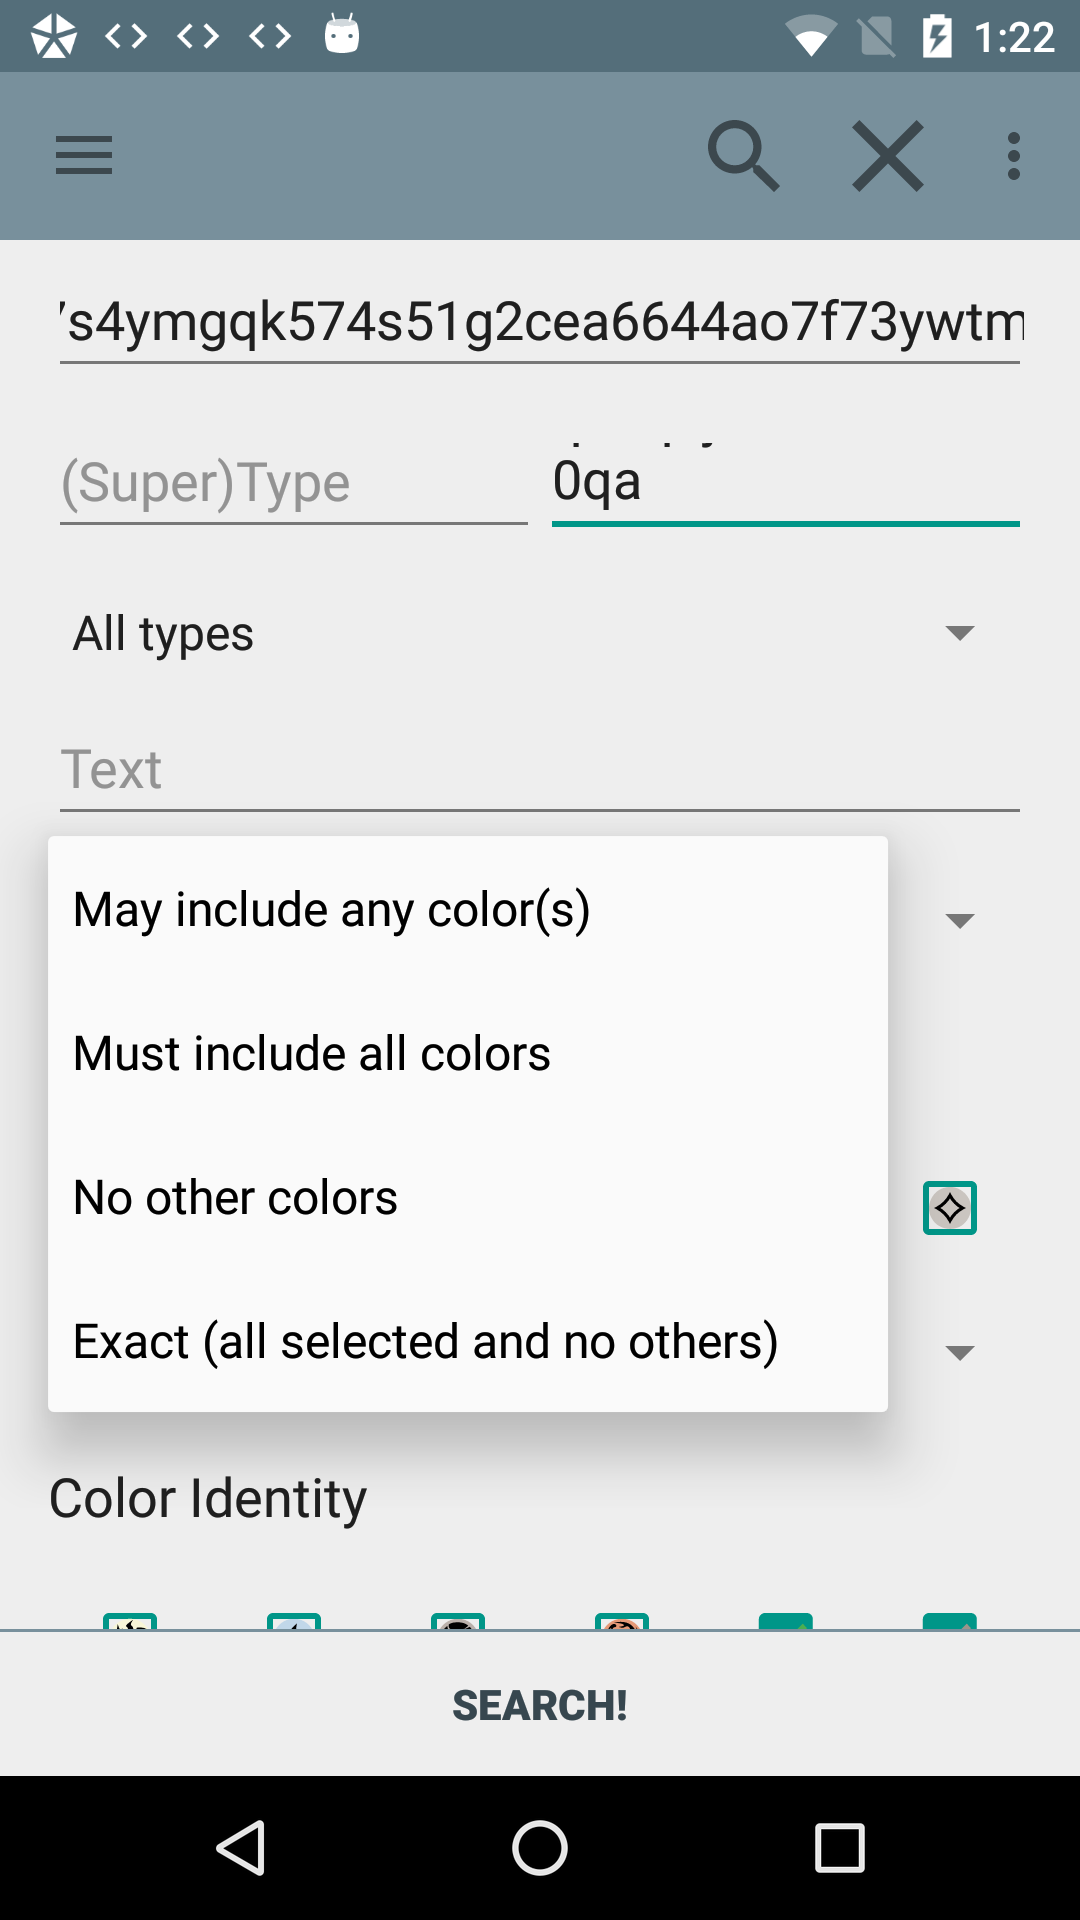 1:22
s4ymgqk574s51g2cea6644ao7f73ywtm
(Super)Type
0qa
All types
Text
May include any color(s)
Must include all colors
No other colors
Exact (all selected and no others)
Color Identity
SEARCH!